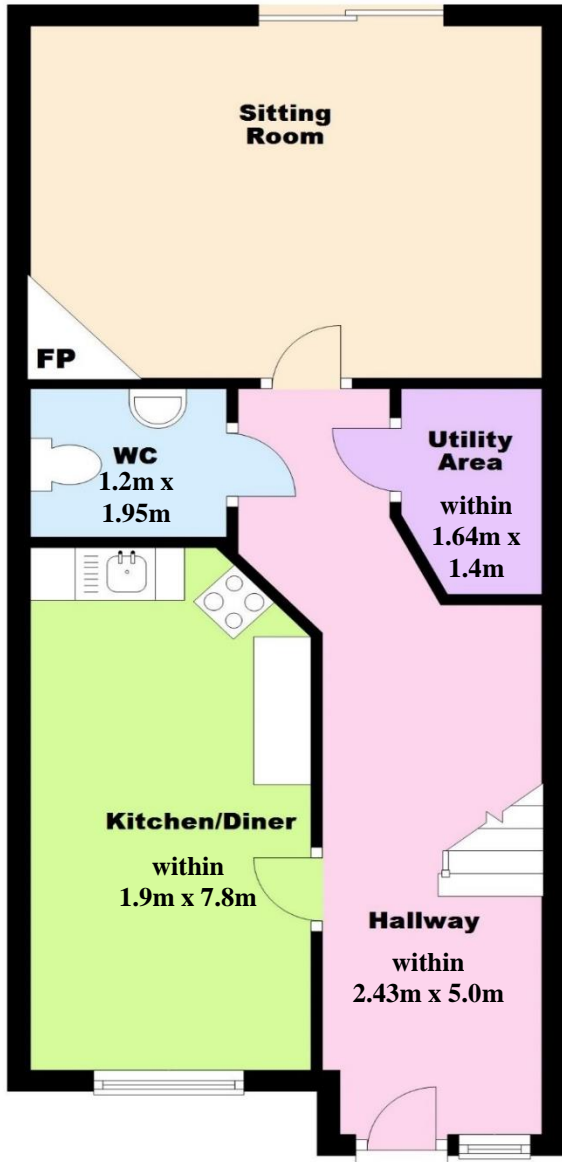 Sitting
Room
FP
WC
1.2m x
1.95m
Utility
Area
within
1.64m x
1.4m
Kitchen/Diner
within
1.9m x 7.8m
Hallway
within
2.43m x 5.0m